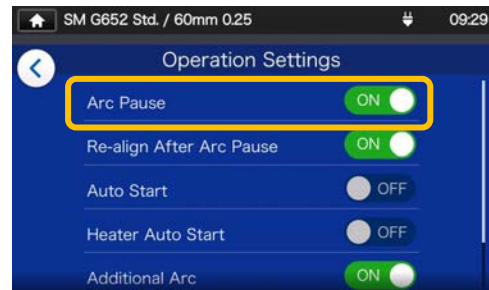 SM G652 Std. / 60mm 0.25 09:29
Operation Settings
Arc Pause ON
Re-align After Arc Pause ON
Auto Start OFF
Heater Auto Start OFF
Additional Arc ON